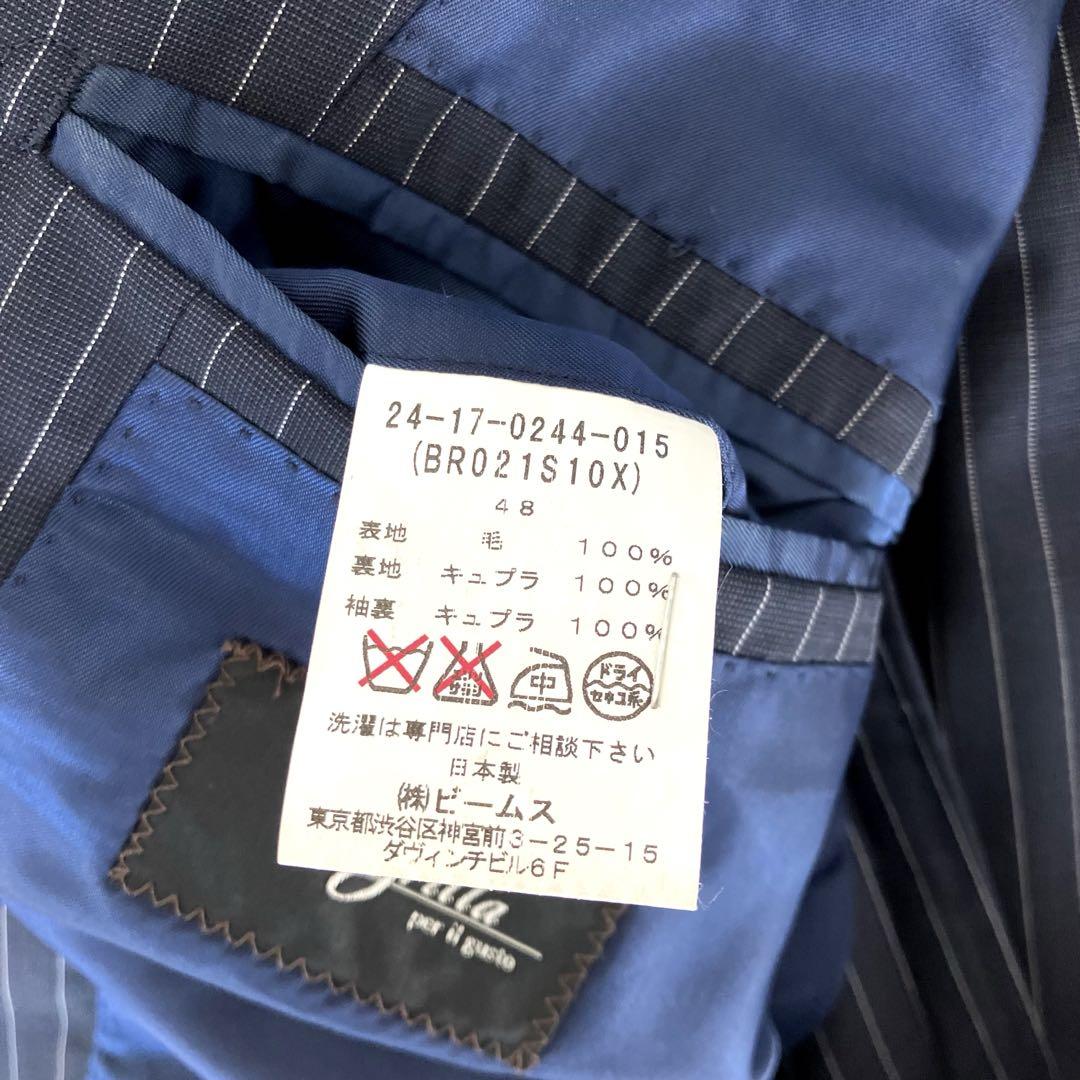 24-17-0244-015
(BR021S10X)
48
表地 毛 100%
裏地 キュプラ 100%
袖裏 キュプラ 100%
中
ドライ
セキユ系
洗濯は専門店にご相談下さい
日本製
(株)ビームス
東京都渋谷区神宮前3-25-15
ダヴィンチビル6F
per il gusto